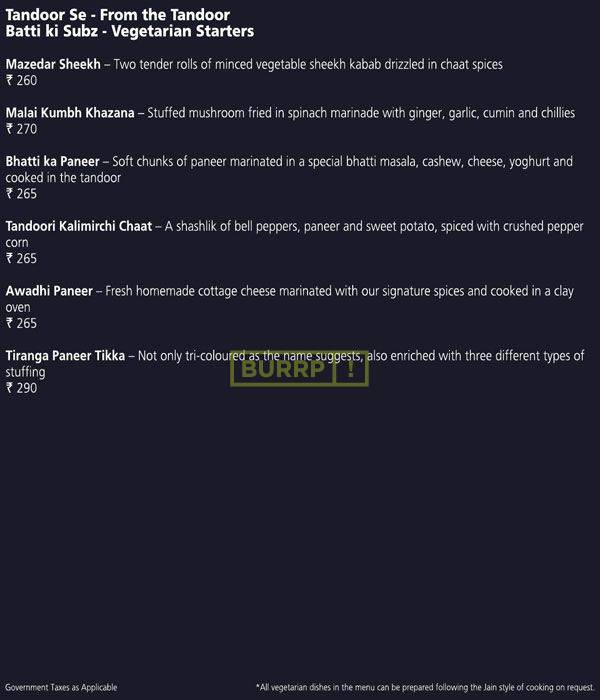 Tandoor Se - From the Tandoor
Batti ki Subz - Vegetarian Starters
Mazedar Sheekh – Two tender rolls of minced vegetable sheekh kabab drizzled in chaat spices
₹ 260
Malai Kumbh Khazana – Stuffed mushroom fried in spinach marinade with ginger, garlic, cumin and chillies
₹ 270
Bhatti ka Paneer – Soft chunks of paneer marinated in a special bhatti masala, cashew, cheese, yoghurt and
cooked in the tandoor
₹ 265
Tandoori Kalimirchi Chaat – A shashlik of bell peppers, paneer and sweet potato, spiced with crushed pepper
corn
₹ 265
Awadhi Paneer – Fresh homemade cottage cheese marinated with our signature spices and cooked in a clay
oven
₹ 265
Tiranga Paneer Tikka – Not only tri-coloured as the name suggests, also enriched with three different types of
stuffing
BURRP!
₹ 290
Government Taxes as Applicable
*All vegetarian dishes in the menu can be prepared following the Jain style of cooking on request.